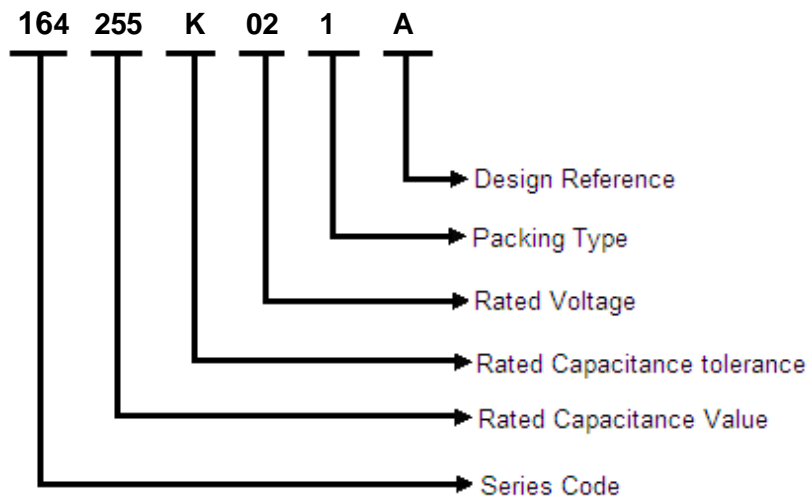 164 255 K 02 1 A
Design Reference
Packing Type
Rated Voltage
Rated Capacitance tolerance
Rated Capacitance Value
Series Code